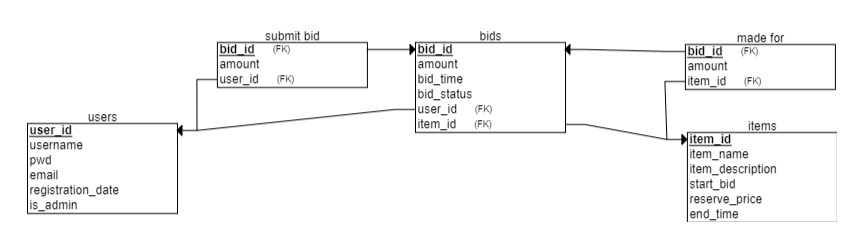 submit bid
bid_id (FK)
amount
user_id (FK)
bids
bid_id
amount
bid_time
bid_status
user_id (FK)
item_id (FK)
made for
bid_id (FK)
amount
item_id (FK)
users
user_id
username
pwd
email
registration_date
is_admin
items
item_id
item_name
item_description
start_bid
reserve_price
end_time